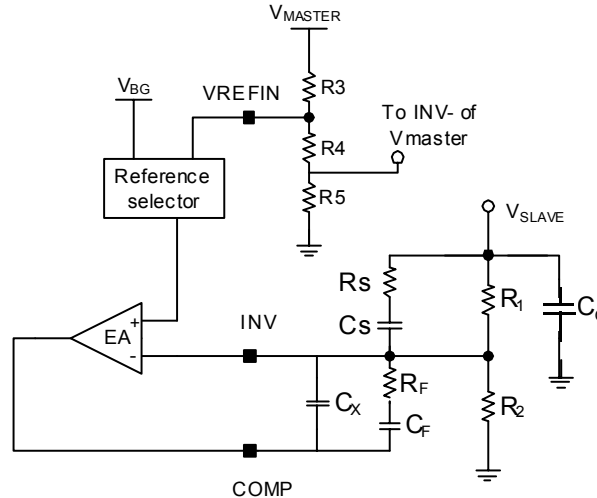 VMASTER
R3
VBG
VREFIN
To INV- of
Vmaster
R4
Reference
selector
R5
VSLAVE
Rs
R1
INV
Cs
+
EA
-
RF
R2
CX
CF
COMP